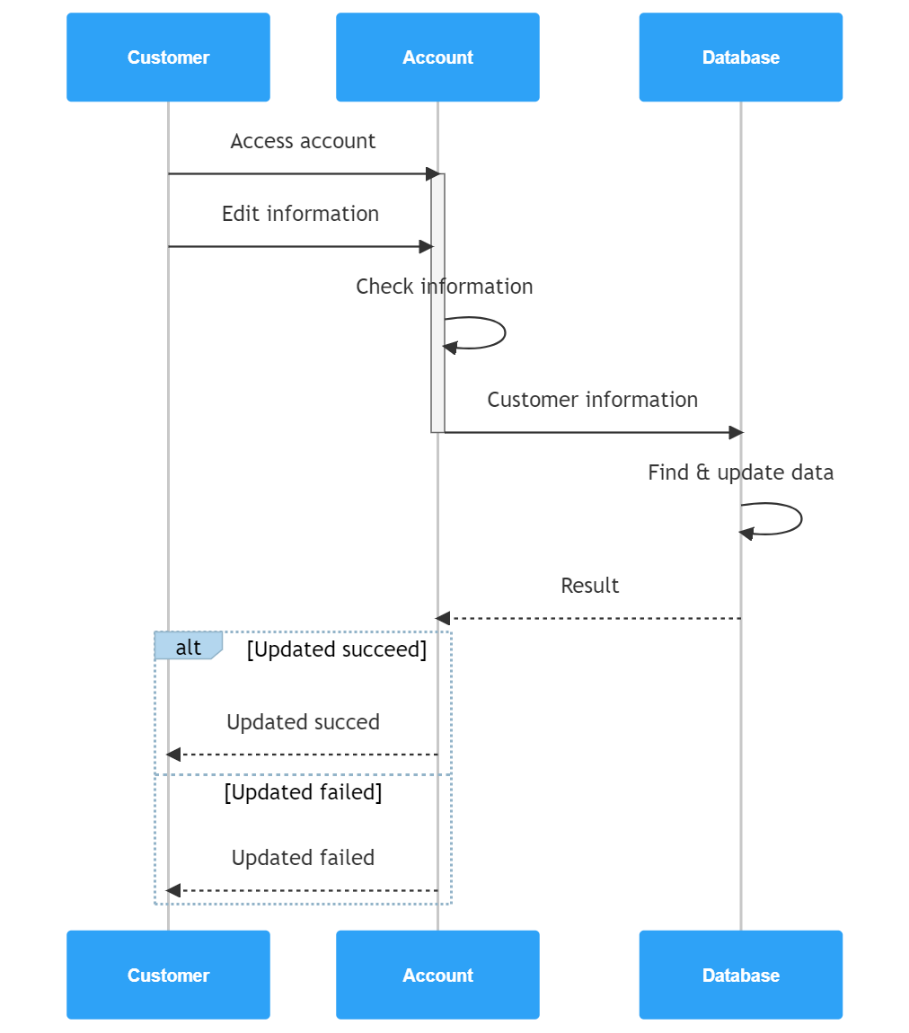 Customer
Account
Database
Access account
Edit information
Check information
Customer information
Find & update data
Result
alt
[Updated succeed]
Updated succed
[Updated failed]
Updated failed
Customer
Account
Database